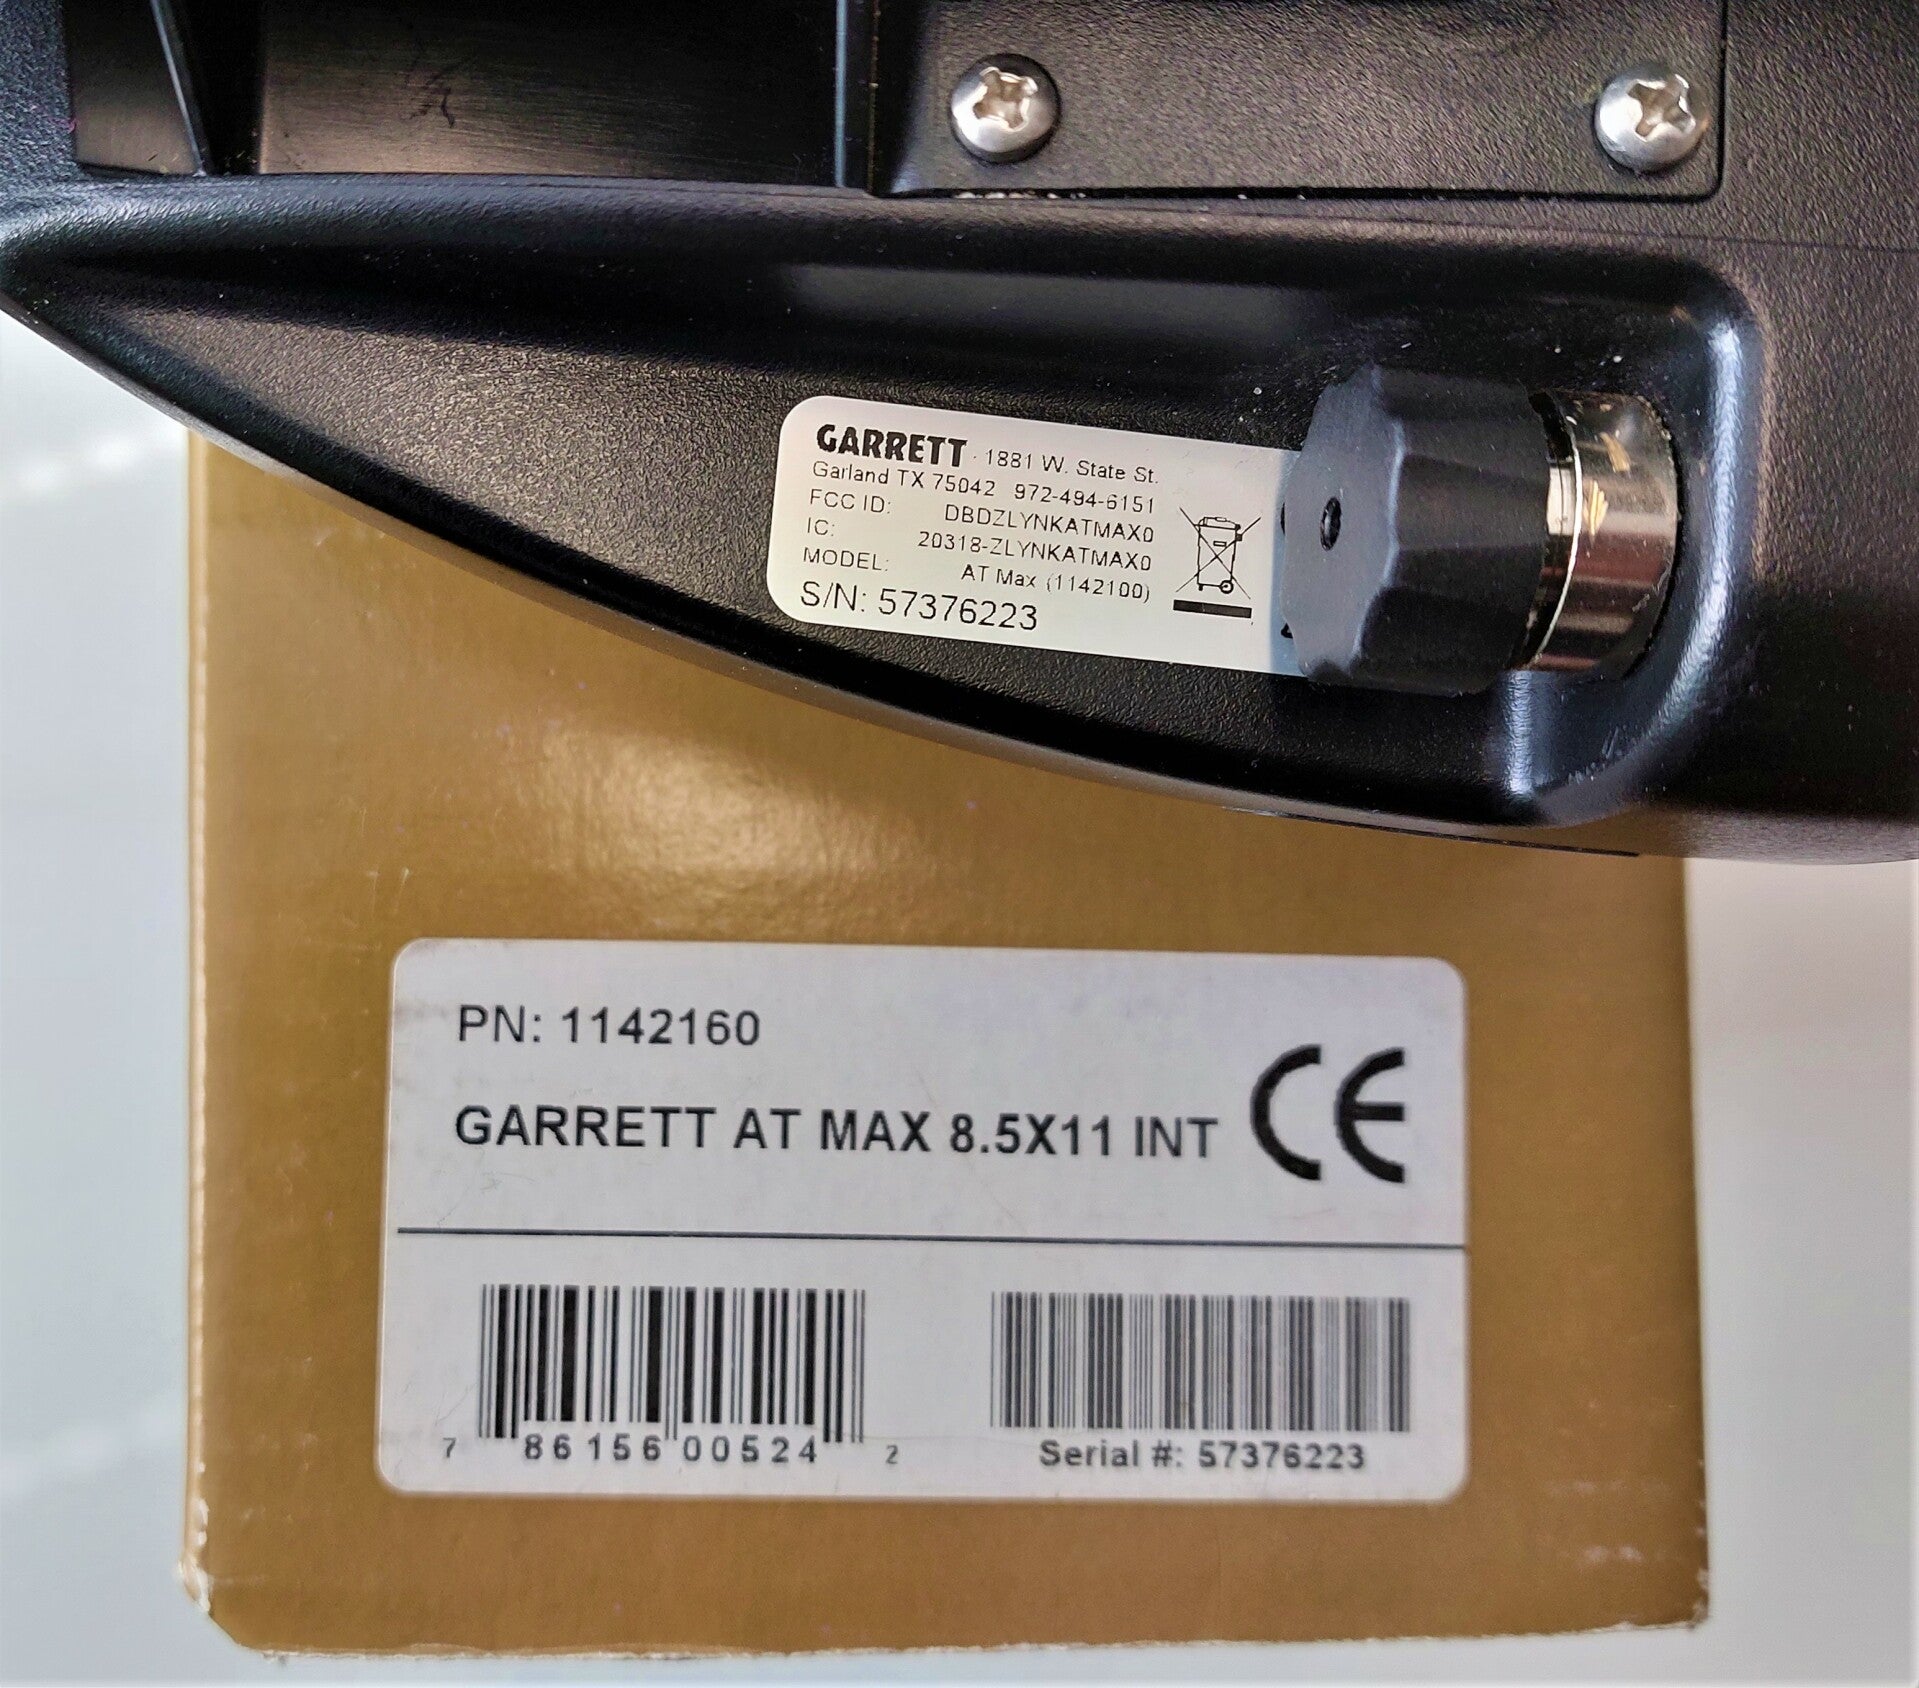 GARRETT · 1881 W. State St.
Garland TX 75042 972-494-6151
FCC ID: DBDZLYNKATMAX0
IC: 20318-ZLYNKATMAX0
MODEL: AT Max (1142100)
S/N: 57376223
PN: 1142160
GARRETT AT MAX 8.5X11 INT
CE
7 86156 00524 2
Serial #: 57376223